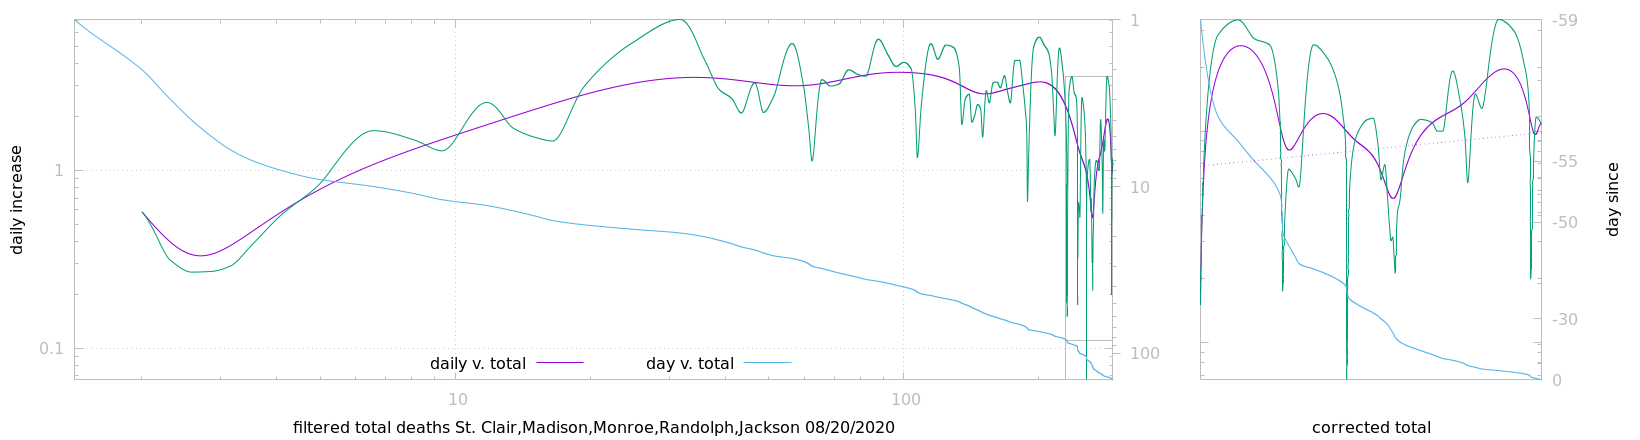 daily increase
1
0.1
10
100
daily v. total
day v. total
1
10
100
filtered total deaths St. Clair,Madison,Monroe,Randolph,Jackson 08/20/2020
-59
-55
-50
-30
0
day since
corrected total